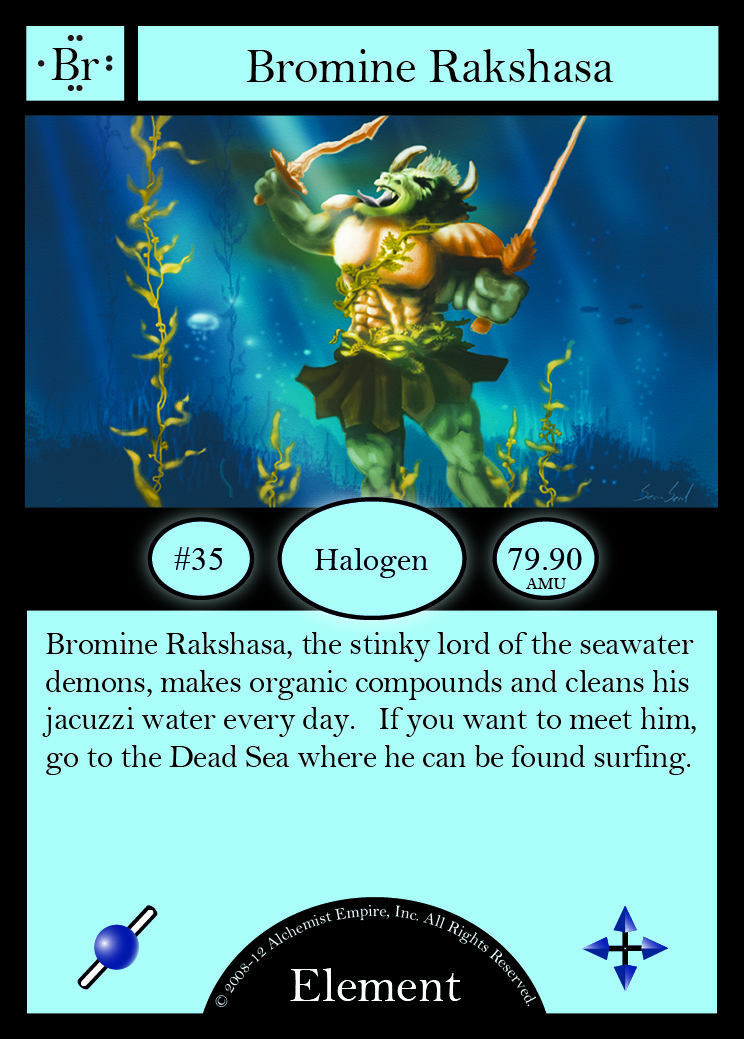 Br
Bromine Rakshasa
#35
Halogen
79.90
AMU
Bromine Rakshasa, the stinky lord of the seawater
demons, makes organic compounds and cleans his
jacuzzi water every day.   If you want to meet him,
go to the Dead Sea where he can be found surfing.
© 2008-12 Alchemist Empire, Inc. All Rights Reserved.
Element